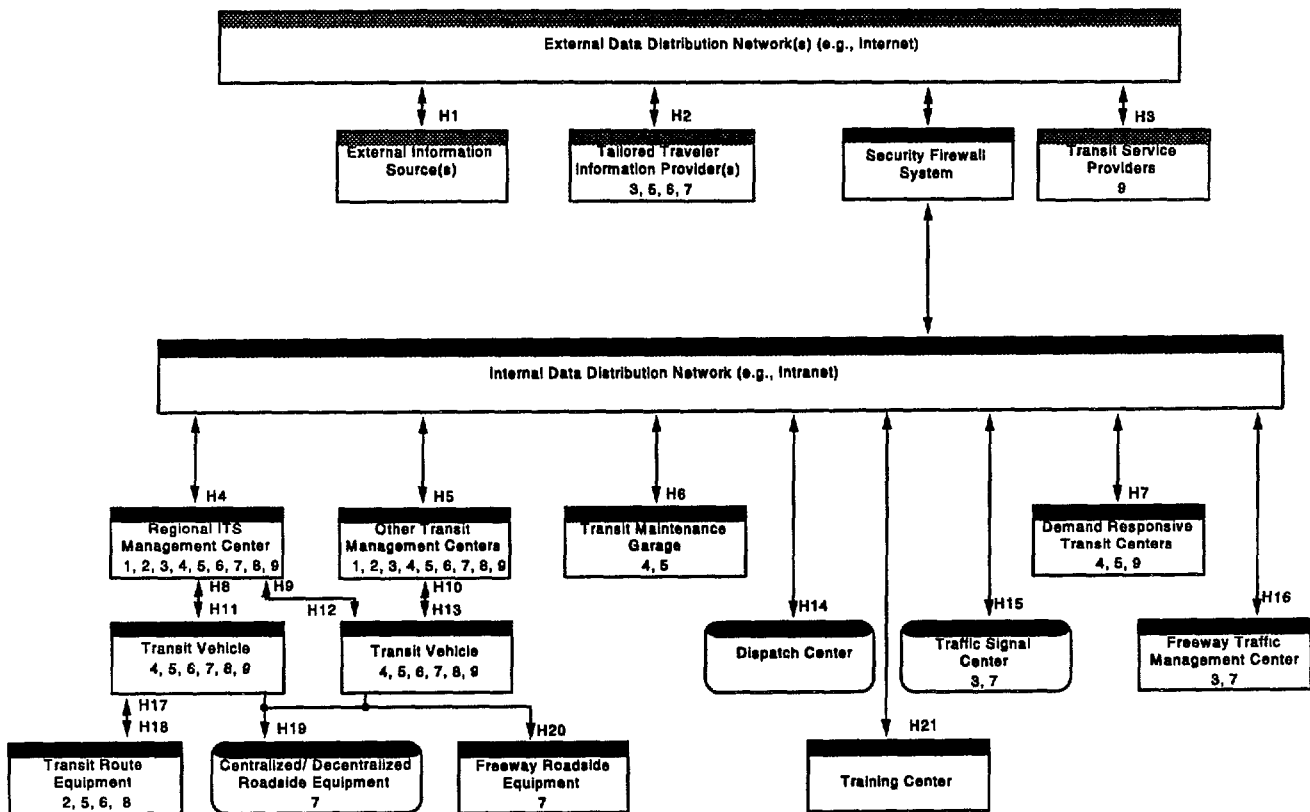 External Data Distribution Network(s) (e.g., Internet)
H1
H2
H3
External Information
Source(s)
Tailored Traveler
Information Provider(s)
3, 5, 6, 7
Security Firewall
System
Transit Service
Providers
9
Internal Data Distribution Network (e.g., Intranet)
H4
H5
H6
H7
Regional ITS
Management Center
1, 2, 3, 4, 5, 6, 7, 8, 9
Other Transit
Management Centers
1, 2, 3, 4, 5, 6, 7, 8, 9
Transit Maintenance
Garage
4, 5
Demand Responsive
Transit Centers
4, 5, 9
H8
H9
H10
H11
H12
H13
H14
H15
H16
Transit Vehicle
4, 5, 6, 7, 8, 9
Transit Vehicle
4, 5, 6, 7, 8, 9
Dispatch Center
Traffic Signal
Center
3, 7
Freeway Traffic
Management Center
3, 7
H17
H18
H19
H20
H21
Transit Route
Equipment
2, 5, 6, 8
Centralized/ Decentralized
Roadside Equipment
7
Freeway Roadside
Equipment
7
Training Center